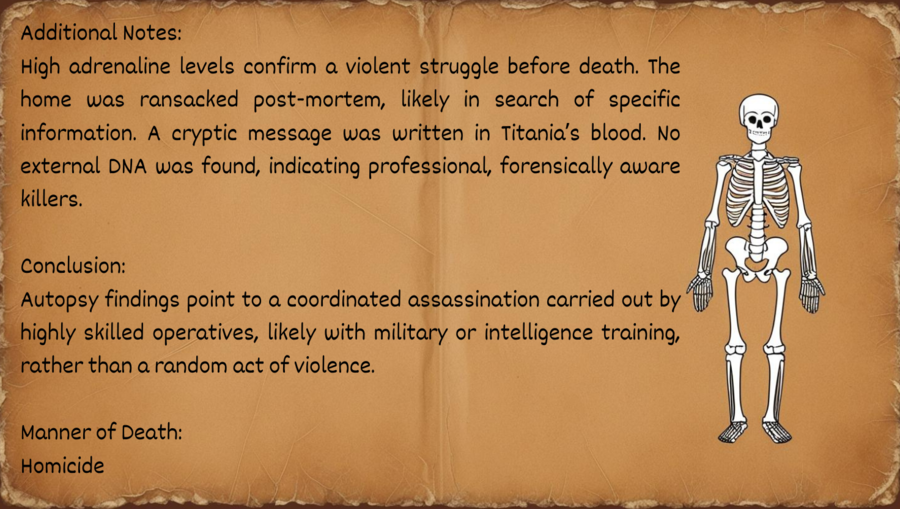 Additional Notes:
High adrenaline levels confirm a violent struggle before death. The
home was ransacked post-mortem, likely in search of specific
information. A cryptic message was written in Titania's blood. No
external DNA was found, indicating professional, forensically aware
killers.
Conclusion:
Autopsy findings point to a coordinated assassination carried out by
highly skilled operatives, likely with military or intelligence training,
rather than a random act of violence.
Manner of Death:
Homicide